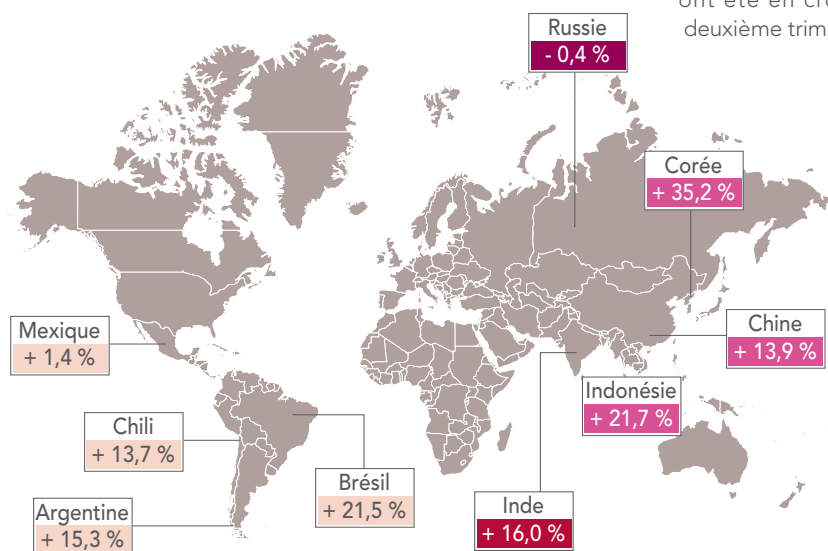 ont été en
deuxième trim
Russie
- 0,4 %
Corée
+ 35,2 %
Mexique
+ 1,4 %
Chine
+ 13,9 %
Indonésie
+ 21,7 %
Chili
+ 13,7 %
Brésil
+ 21,5 %
Argentine
+ 15,3 %
Inde
+ 16,0 %